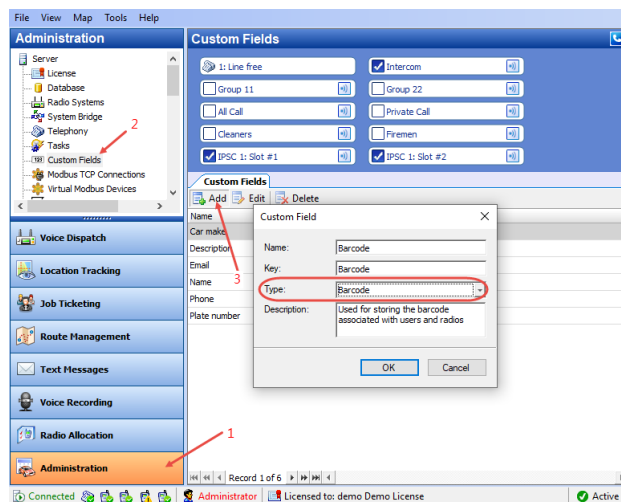 File View Map Tools Help
Administration
Custom Fields
Server
License
Database
Radio Systems
System Bridge
Telephony
Tasks
Custom Fields
Modbus TCP Connections
Virtual Modbus Devices
2
1: Line free
Intercom
Group 11
Group 22
All Call
Private Call
Cleaners
Firemen
IPSC 1: Slot #1
IPSC 1: Slot #2
Custom Fields
Add Edit Delete
Name
Car make
Description
Email
Name
Phone
Plate number
3
Custom Field
Name: Barcode
Key: Barcode
Type: Barcode
Description: Used for storing the barcode
associated with users and radios
OK Cancel
Voice Dispatch
Location Tracking
Job Ticketing
Route Management
Text Messages
Voice Recording
Radio Allocation
Administration
1
Record 1 of 6
Connected Administrator Licensed to: demo Demo License Active